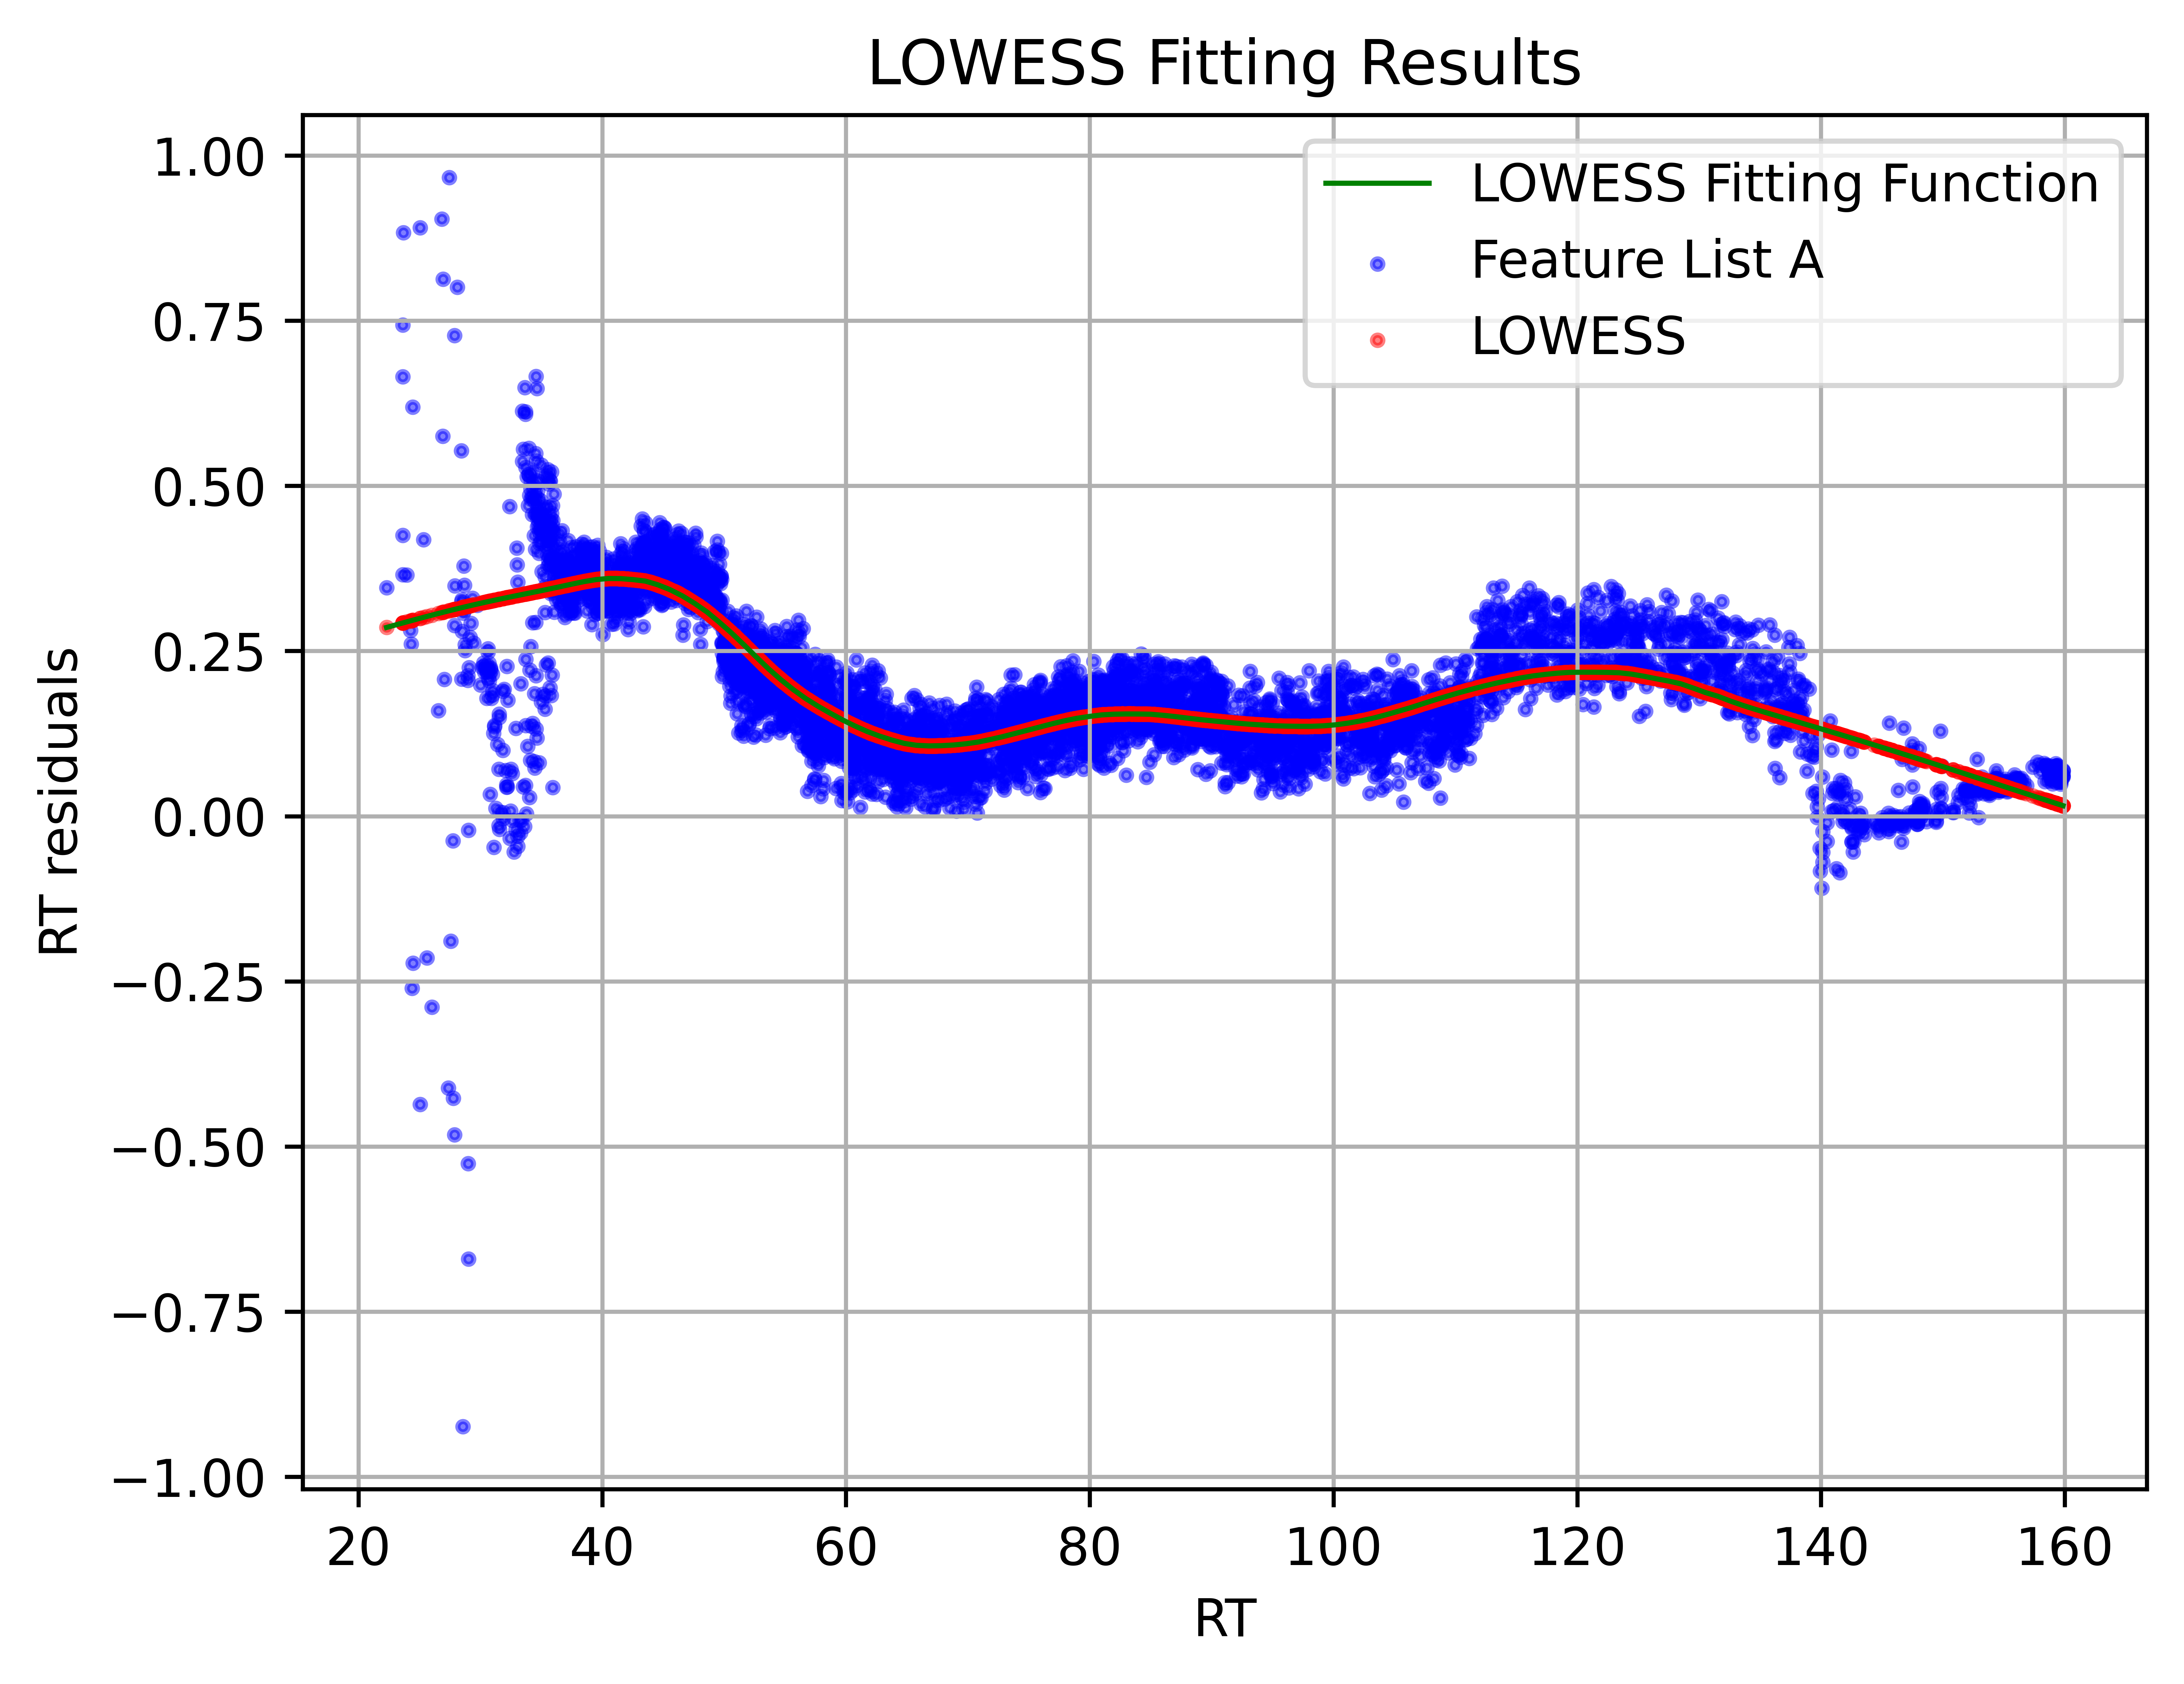 LOWESS Fitting Results
LOWESS Fitting Function
Feature List A
LOWESS
RT residuals
1.00
0.75
0.50
0.25
0.00
−0.25
−0.50
−0.75
−1.00
20 40 60 80 100 120 140 160
RT